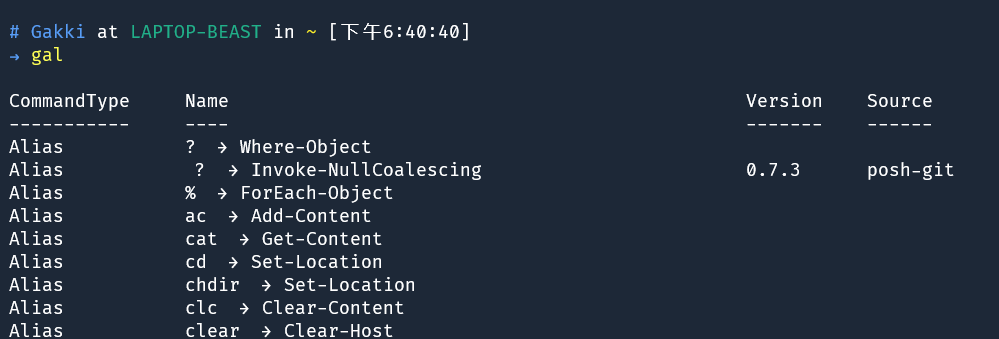 # Gakki at LAPTOP-BEAST in ~ [下午6:40:40]
→ gal
CommandType Name Version Source
----------- ---- ------- ------
Alias ? → Where-Object
Alias ? → Invoke-NullCoalescing 0.7.3 posh-git
Alias % → ForEach-Object
Alias ac → Add-Content
Alias cat → Get-Content
Alias cd → Set-Location
Alias chdir → Set-Location
Alias clc → Clear-Content
Alias clear → Clear-Host